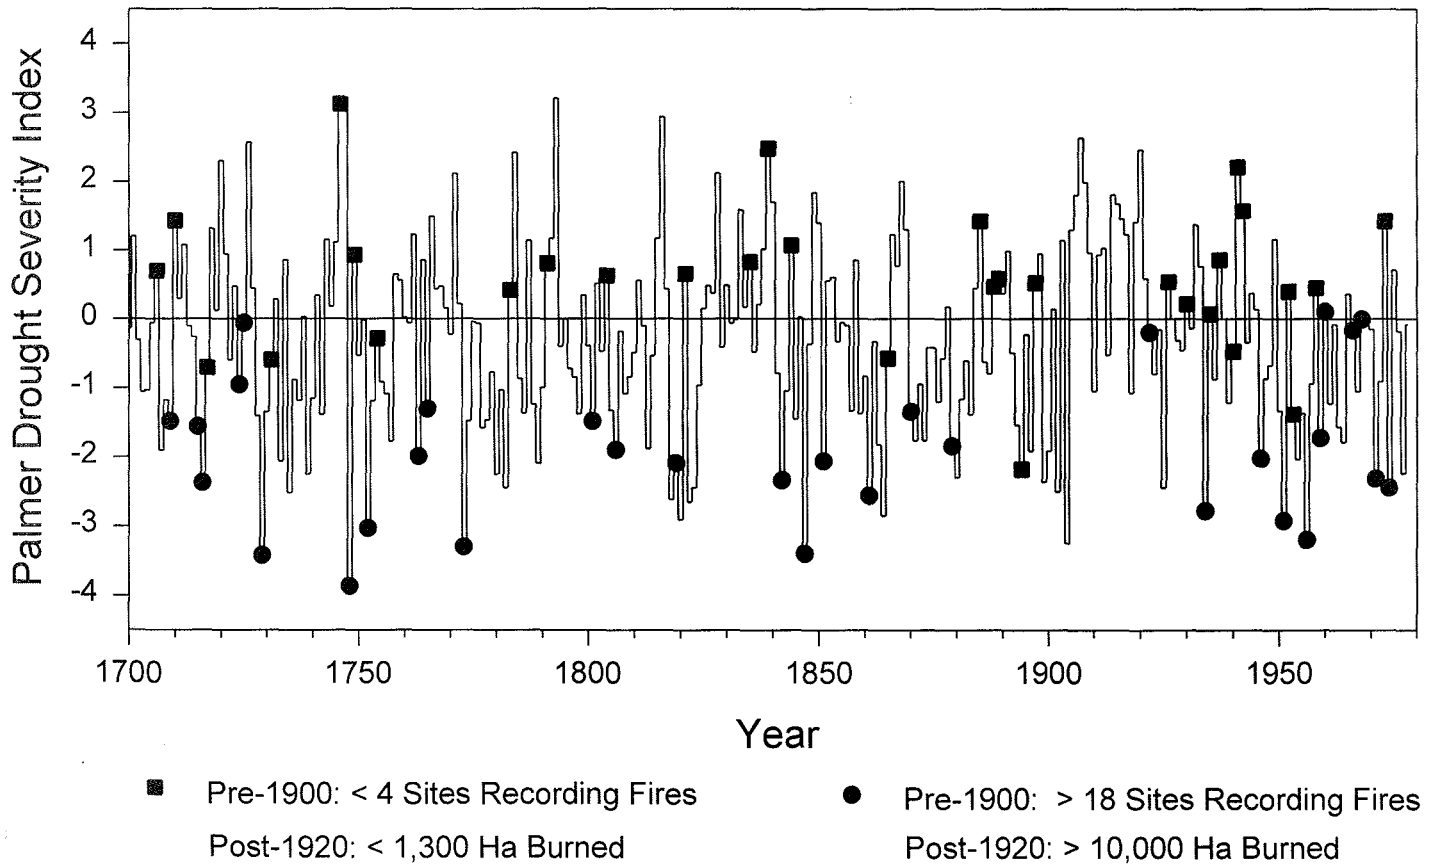 Palmer Drought Severity Index
4
3
2
1
0
-1
-2
-3
-4
1700 1750 1800 1850 1900 1950
Year
Pre-1900: < 4 Sites Recording Fires
Post-1920: < 1,300 Ha Burned
Pre-1900: > 18 Sites Recording Fires
Post-1920: > 10,000 Ha Burned